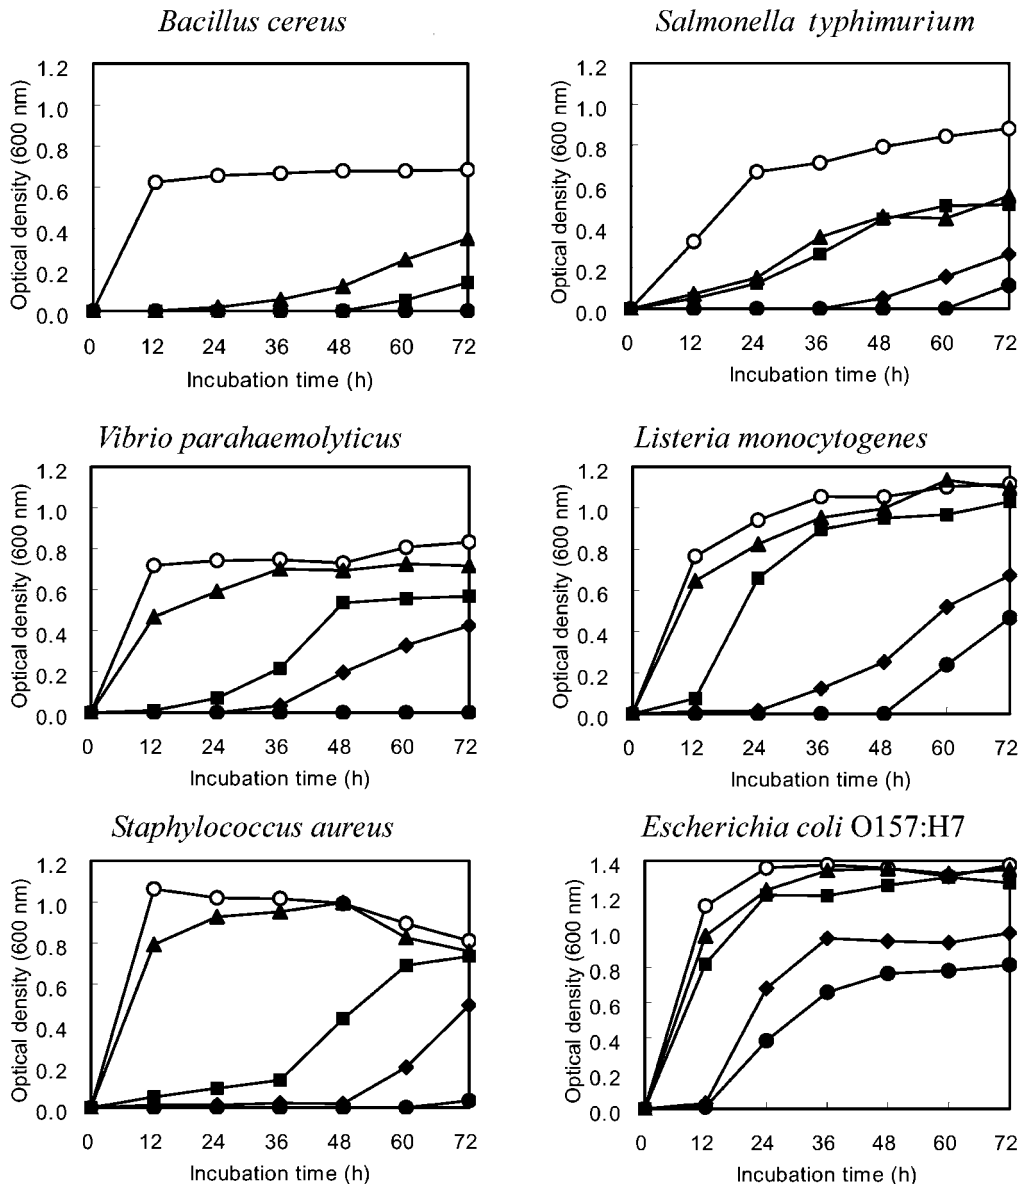 Bacillus cereus
Optical density (600 nm)
1.2
1.0
0.8
0.6
0.4
0.2
0.0
0 12 24 36 48 60 72
Incubation time (h)
Salmonella typhimurium
Optical density (600 nm)
1.2
1.0
0.8
0.6
0.4
0.2
0.0
0 12 24 36 48 60 72
Incubation time (h)
Vibrio parahaemolyticus
Optical density (600 nm)
1.2
1.0
0.8
0.6
0.4
0.2
0.0
0 12 24 36 48 60 72
Incubation time (h)
Listeria monocytogenes
Optical density (600 nm)
1.2
1.0
0.8
0.6
0.4
0.2
0.0
0 12 24 36 48 60 72
Incubation time (h)
Staphylococcus aureus
Optical density (600 nm)
1.2
1.0
0.8
0.4
0.2
0.0
0 12 24 36 48 60 72
Incubation time (h)
Escherichia coli O157:H7
Optical density (600 nm)
1.4
1.0
0.8
0.4
1.2
0.0
0 12 24 36 48 60 72
Incubation time (h)